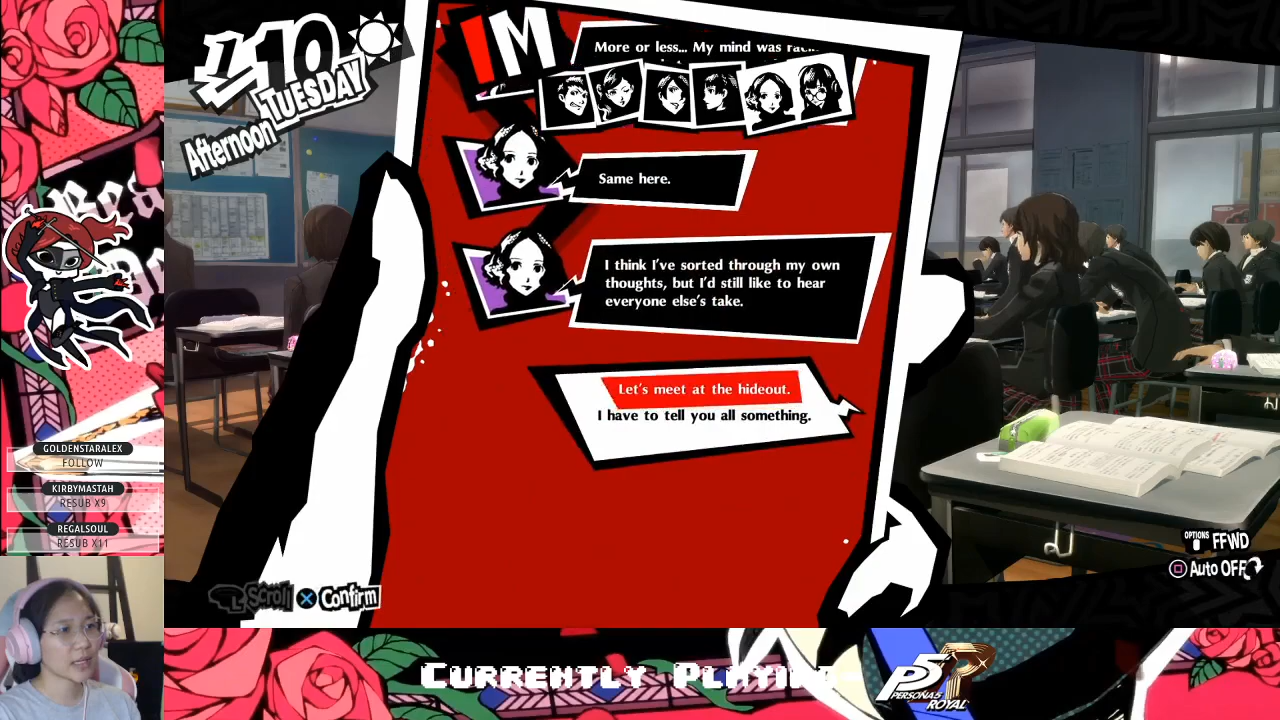 10
TUESDAY
Afternoon
IM
More or less... My mind was
Same here.
I think I've sorted through my own
thoughts, but I'd still like to hear
everyone else's take.
Let's meet at the hideout.
I have to tell you all something.
GOLDENSTARALEX
FOLLOW
KIRBYMASTAH
RESUB X9
REGALSOUL
RESUB X11
Scroll
Confirm
OPTIONS
FFWD
Auto OFF
CURRENTLY PLAYING
P5R
PERSONA5
ROYAL